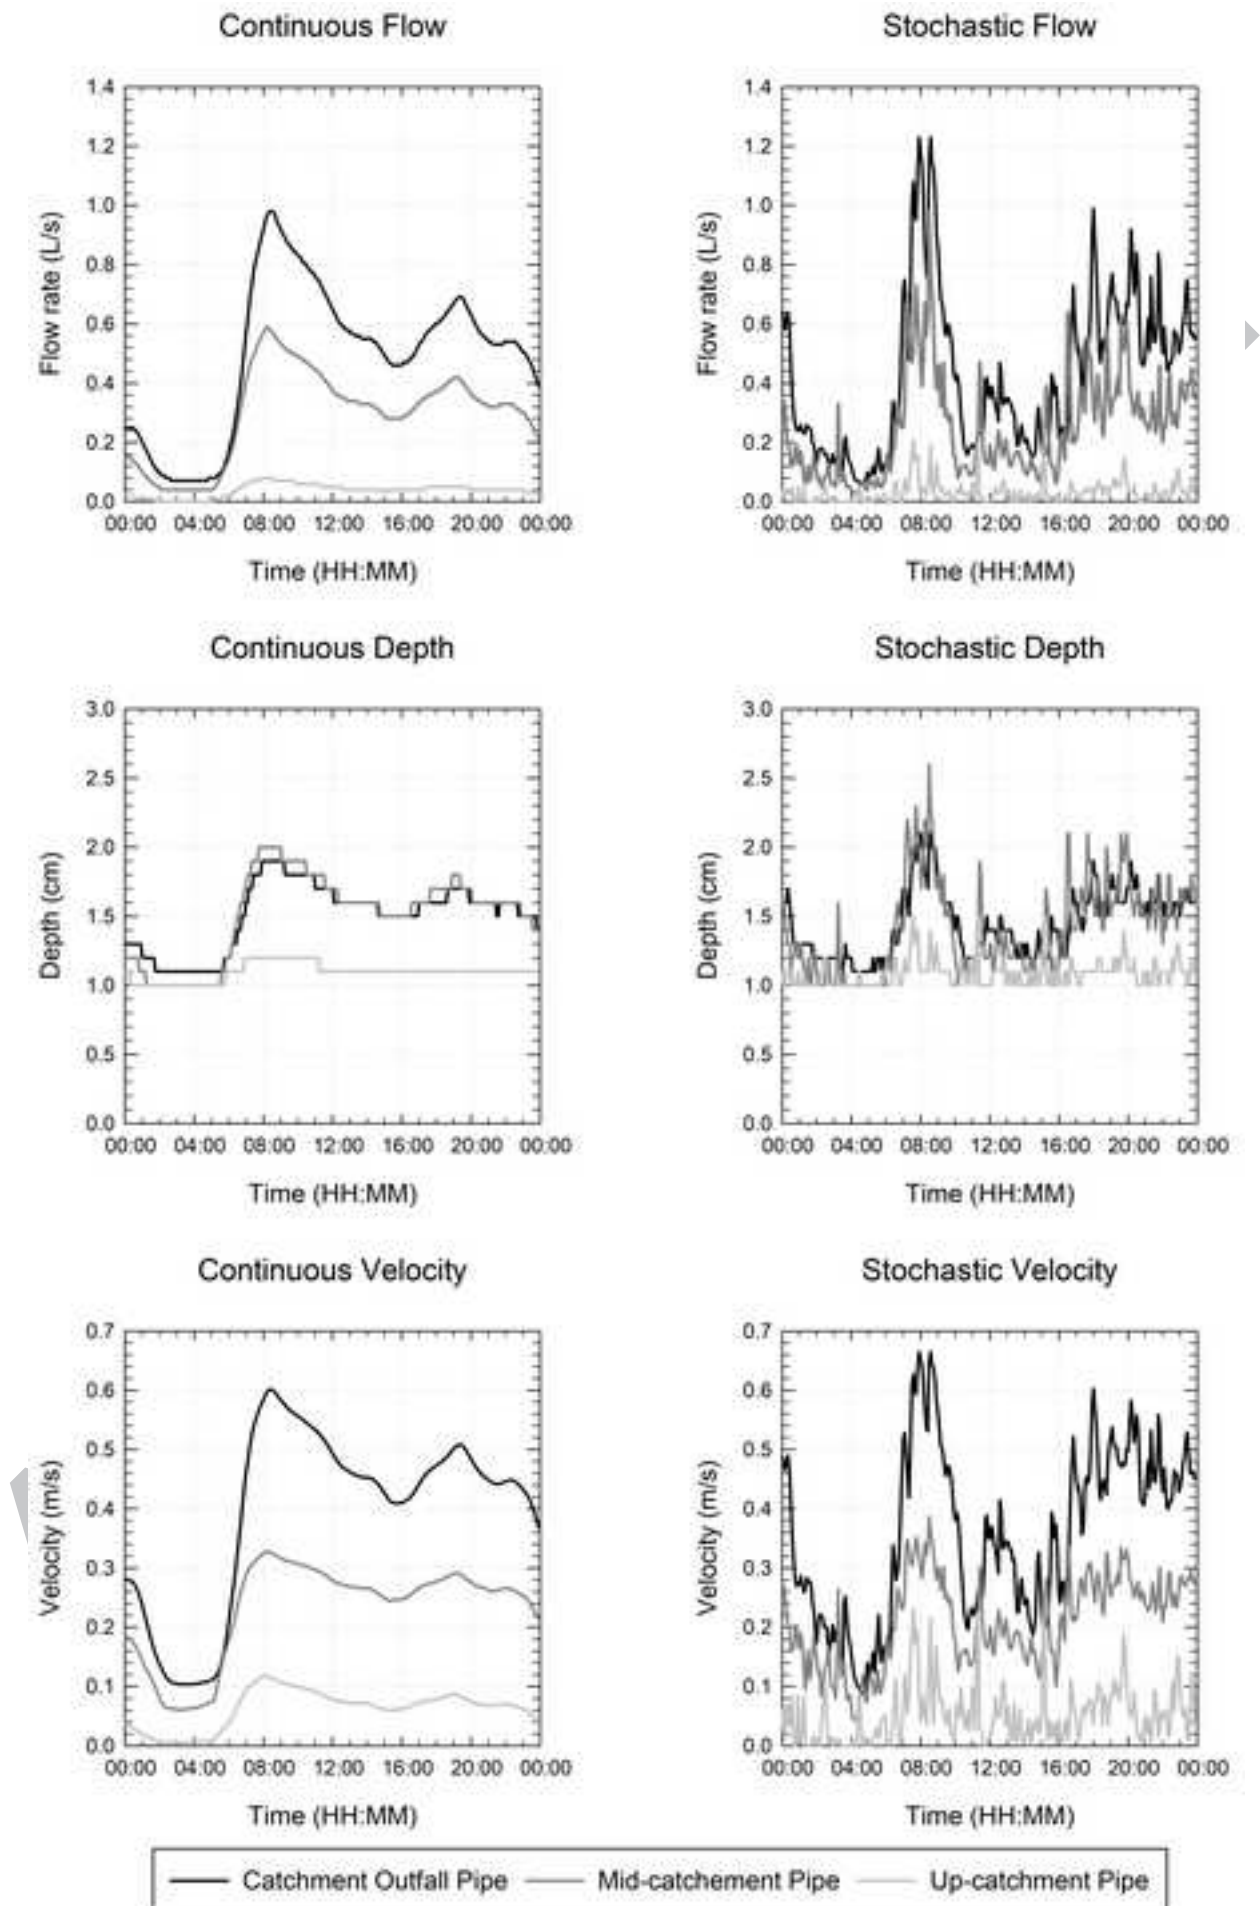 Continuous Flow Stochastic Flow
1.4 1.4
1.2 1.2
1.0 1.0
0.8 0.8
0.6 0.6
0.4 0.4
0.2 0.2
0.0 0.0
Flow rate (L/s) Flow rate (L/s)
00:00 04:00 08:00 12:00 16:00 20:00 00:00 00:00 04:00 08:00 12:00 16:00 20:00 00:00
Time (HH:MM) Time (HH:MM)
Continuous Depth Stochastic Depth
3.0 3.0
2.5 2.5
2.0 2.0
1.5 1.5
1.0 1.0
0.5 0.5
0.0 0.0
Depth (cm) Depth (cm)
00:00 04:00 08:00 12:00 16:00 20:00 00:00 00:00 04:00 08:00 12:00 16:00 20:00 00:00
Time (HH:MM) Time (HH:MM)
Continuous Velocity Stochastic Velocity
0.7 0.7
0.6 0.6
0.5 0.5
0.4 0.4
0.3 0.3
0.2 0.2
0.1 0.1
0.0 0.0
Velocity (m/s) Velocity (m/s)
00:00 04:00 08:00 12:00 16:00 20:00 00:00 00:00 04:00 08:00 12:00 16:00 20:00 00:00
Time (HH:MM) Time (HH:MM)
Catchment Outfall Pipe Mid-catchement Pipe Up-catchment Pipe